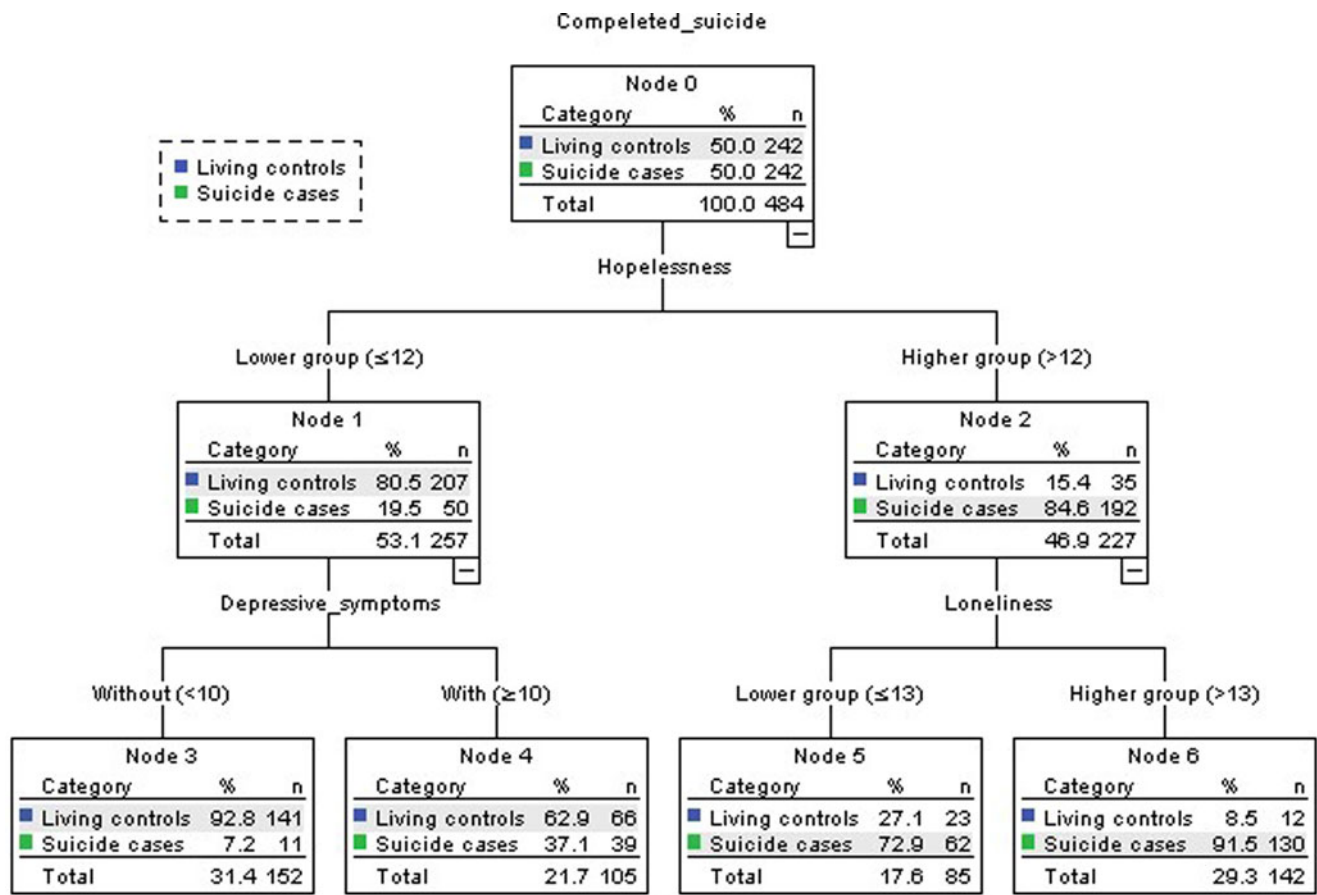 Compeleted_suicide
Node 0
Category % n
Living controls 50.0 242
Suicide cases 50.0 242
Total 100.0 484
Living controls
Suicide cases
Hopelessness
Lower group (≤12)
Higher group (>12)
Node 1
Category % n
Living controls 80.5 207
Suicide cases 19.5 50
Total 53.1 257
Node 2
Category % n
Living controls 15.4 35
Suicide cases 84.6 192
Total 46.9 227
Depressive_symptoms
Loneliness
Without (<10)
With (≥10)
Lower group (≤13)
Higher group (>13)
Node 3
Category % n
Living controls 92.8 141
Suicide cases 7.2 11
Total 31.4 152
Node 4
Category % n
Living controls 62.9 66
Suicide cases 37.1 39
Total 21.7 105
Node 5
Category % n
Living controls 27.1 23
Suicide cases 72.9 62
Total 17.6 85
Node 6
Category % n
Living controls 8.5 12
Suicide cases 91.5 130
Total 29.3 142